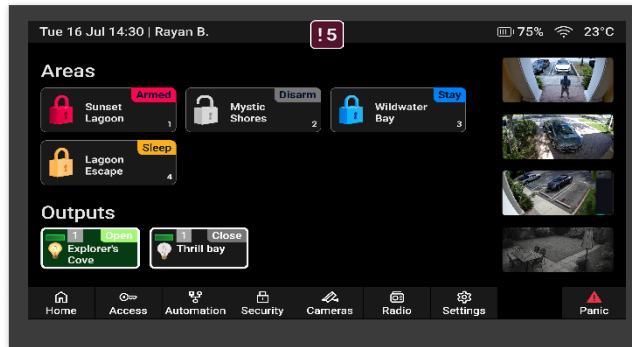 Tue 16 Jul 14:30 | Rayan B.
!5
75%
23°C
Areas
Armed
Sunset
Lagoon
1
Disarm
Mystic
Shores
2
Stay
Wildwater
Bay
3
Sleep
Lagoon
Escape
4
Outputs
1 Open
Explorer's
Cove
1 Close
Thrill bay
Home
Access
Automation
Security
Cameras
Radio
Settings
Panic